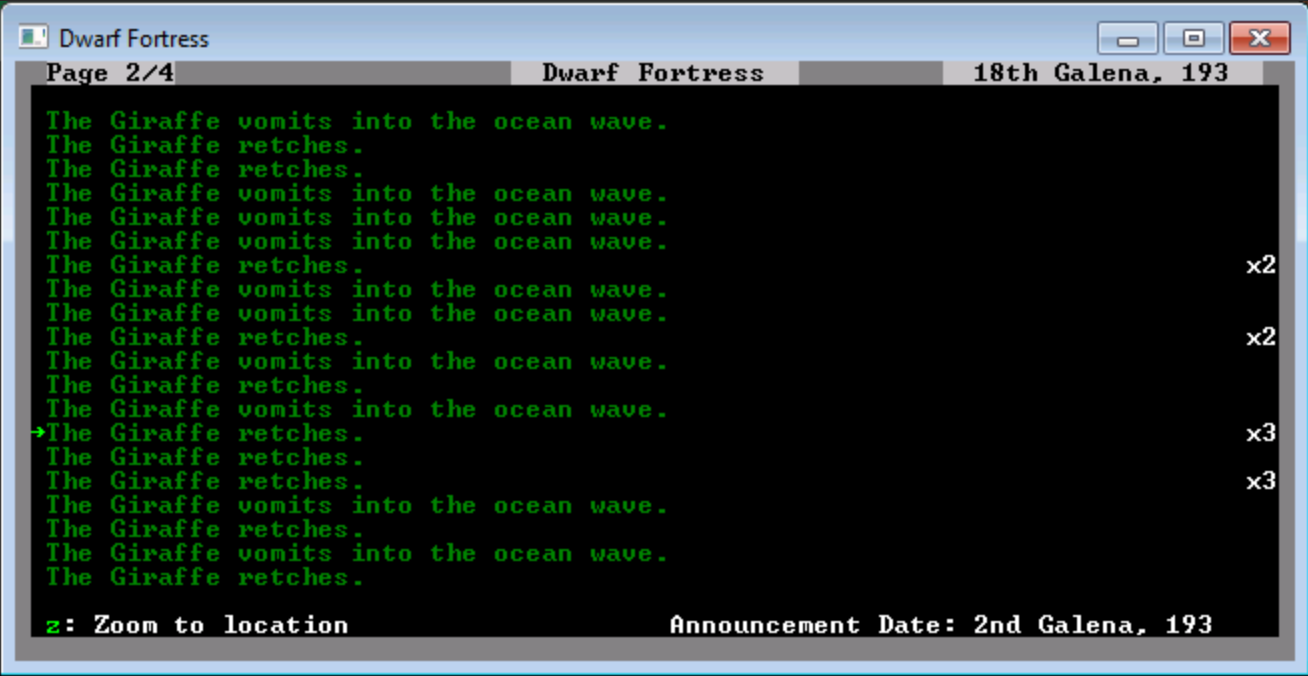 Dwarf Fortress
Page 2/4 Dwarf Fortress 18th Galena, 193
The Giraffe vomits into the ocean wave.
The Giraffe retches.
The Giraffe retches.
The Giraffe vomits into the ocean wave.
The Giraffe vomits into the ocean wave.
The Giraffe vomits into the ocean wave.
The Giraffe retches. x2
The Giraffe vomits into the ocean wave.
The Giraffe vomits into the ocean wave.
The Giraffe retches. x2
The Giraffe vomits into the ocean wave.
The Giraffe retches.
The Giraffe vomits into the ocean wave.
→The Giraffe retches. x3
The Giraffe retches.
The Giraffe retches. x3
The Giraffe vomits into the ocean wave.
The Giraffe retches.
The Giraffe vomits into the ocean wave.
The Giraffe retches.
z: Zoom to location Announcement Date: 2nd Galena, 193